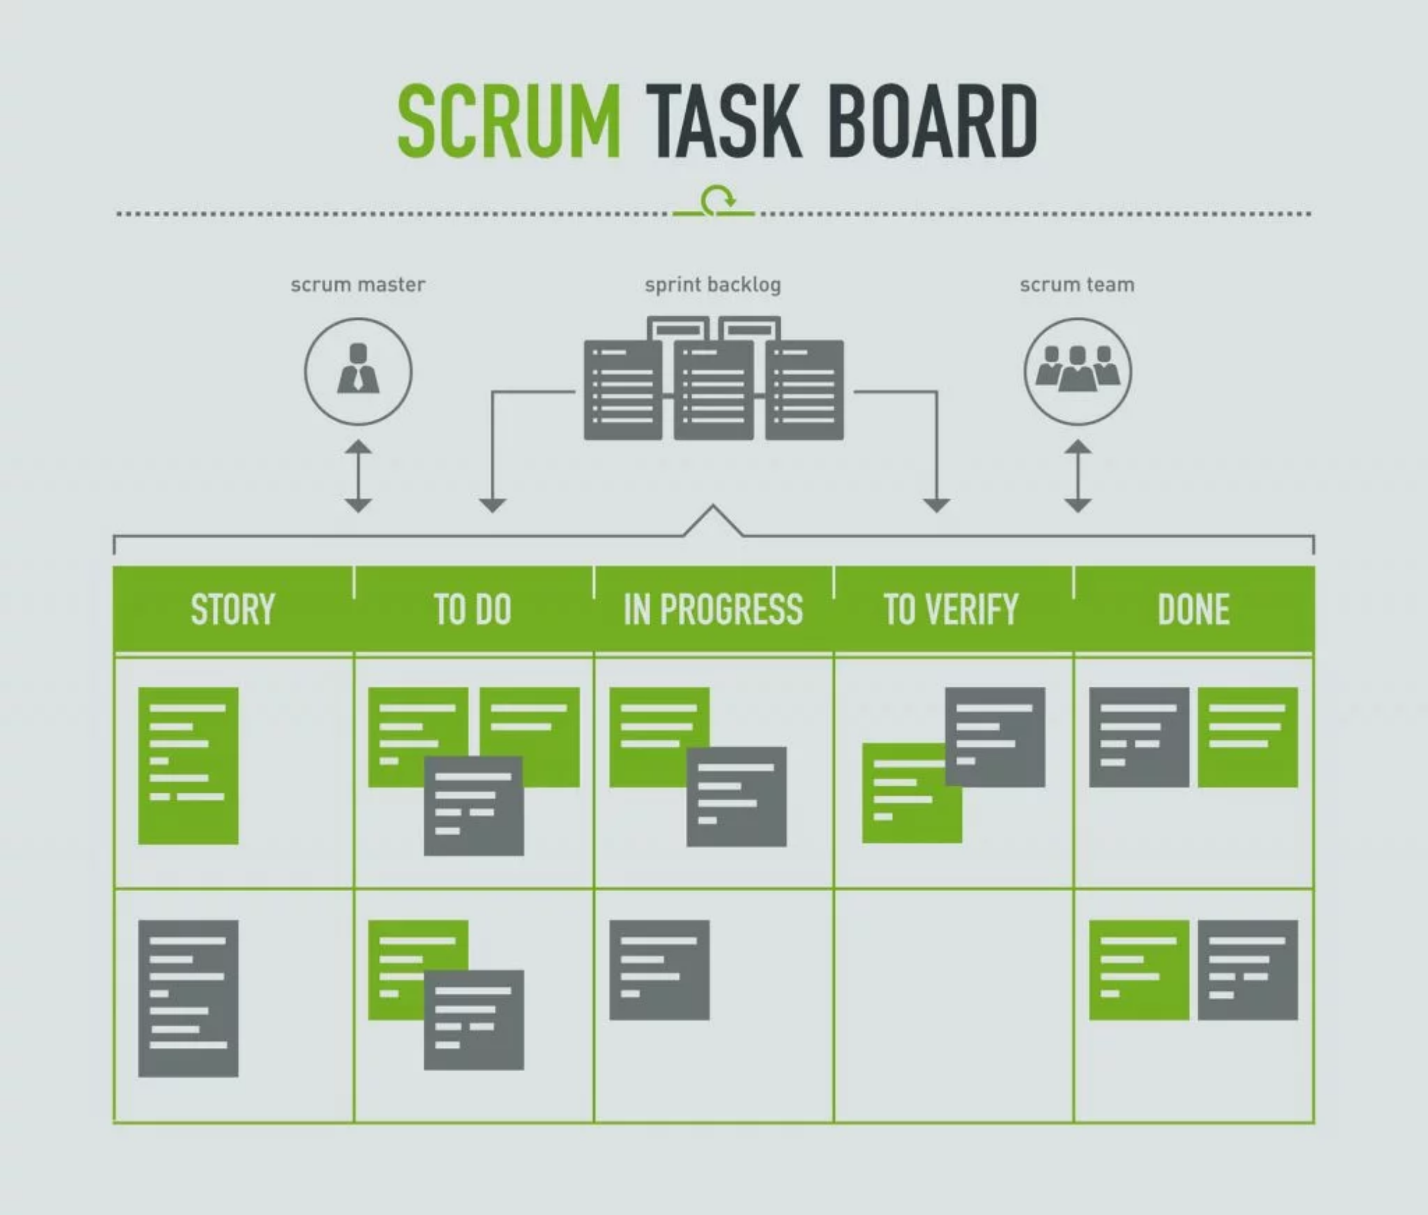 SCRUM TASK BOARD
scrum master
sprint backlog
scrum team
STORY
TO DO
IN PROGRESS
TO VERIFY
DONE